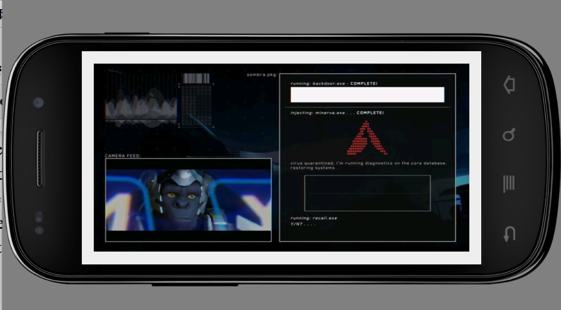 sombra.pkg
running: backdoor.exe - COMPLETE!
injecting: minerva.exe . . . COMPLETE!
CAMERA FEED:
virus quarantined. I'm running diagnostics on the core database.
restoring systems...
running: recall.exe
Y/N? . . . .